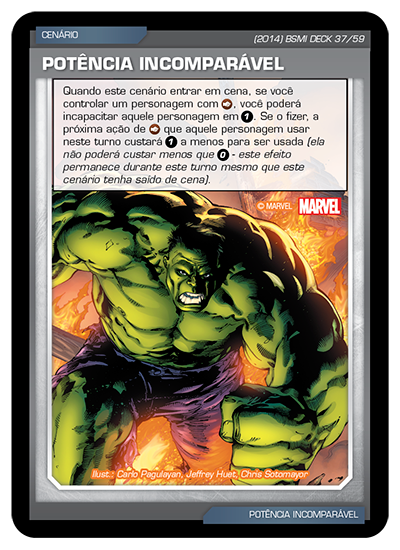 CENÁRIO
(2014) BSMI DECK 37/59
POTÊNCIA INCOMPARÁVEL
Quando este cenário entrar em cena, se você
controlar um personagem com , você poderá
incapacitar aquele personagem em 1. Se o fizer, a
próxima ação de que aquele personagem usar
neste turno custará 1 a menos para ser usada (ela
não poderá custar menos que 0 - este efeito
permanece durante este turno mesmo que este
cenário tenha saído de cena).
© MARVEL MARVEL
Ilust.: Carlo Pagulayan, Jeffrey Huet, Chris Sotomayor
POTÊNCIA INCOMPARÁVEL